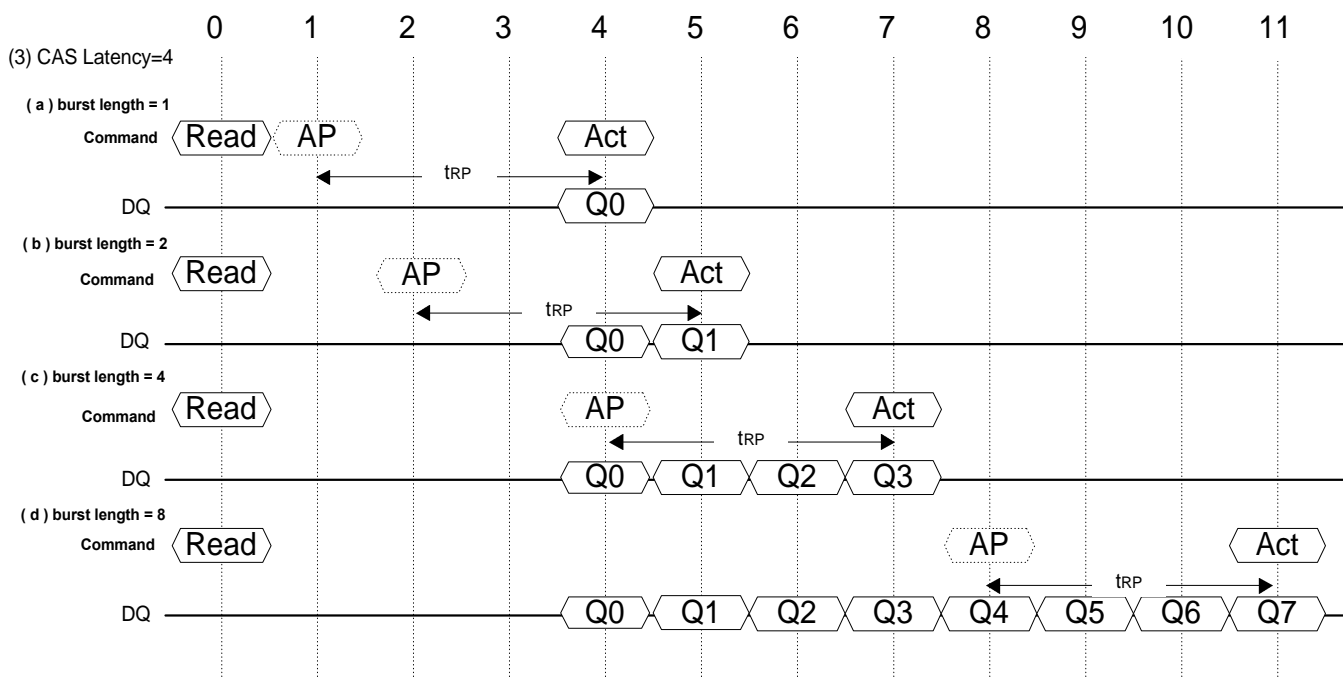 0 1 2 3 4 5 6 7 8 9 10 11
(3) CAS Latency=4
( a ) burst length = 1
Command Read AP Act
tRP
DQ Q0
( b ) burst length = 2
Command Read AP Act
tRP
DQ Q0 Q1
( c ) burst length = 4
Command Read AP Act
tRP
DQ Q0 Q1 Q2 Q3
( d ) burst length = 8
Command Read AP Act
tRP
DQ Q0 Q1 Q2 Q3 Q4 Q5 Q6 Q7